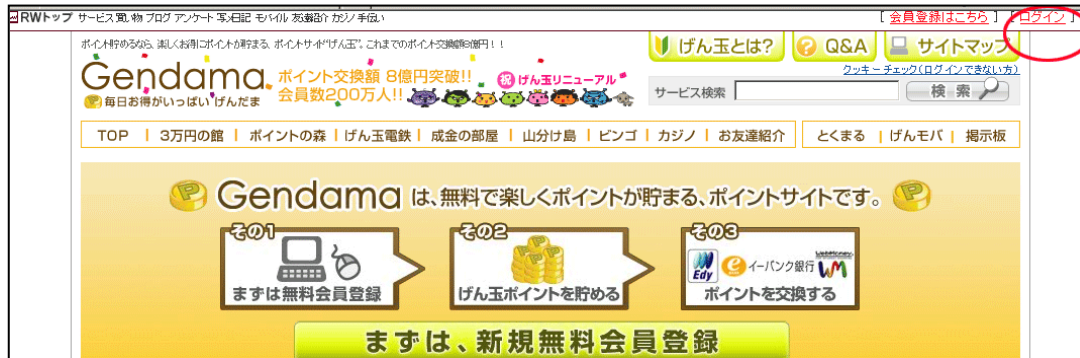 RWトップ サービス 買い物 ブログ アンケート 写メ日記 モバイル 友達紹介 カジノ 手伝い [ 会員登録はこちら ] [ ログイン ]
ポイント貯めるなら、楽しくお得にポイントが貯まる、ポイントサイト"げん玉"。これまでのポイント交換総額8億円!!
げん玉とは? Q&A サイトマップ
クッキーチェック(ログインできない方)
Gendama
毎日お得がいっぱい げんだま
ポイント交換額 8億円突破!!
会員数200万人!!
祝 げん玉リニューアル
サービス検索 検 索
TOP | 3万円の館 | ポイントの森 | げん玉電鉄 | 成金の部屋 | 山分け島 | ビンゴ | カジノ | お友達紹介 とくまる | げんモバ | 掲示板
Gendama は、無料で楽しくポイントが貯まる、ポイントサイトです。
その1
まずは無料会員登録
その2
げん玉ポイントを貯める
その3
Edy イーバンク銀行 WebMoney
ポイントを交換する
まずは、新規無料会員登録